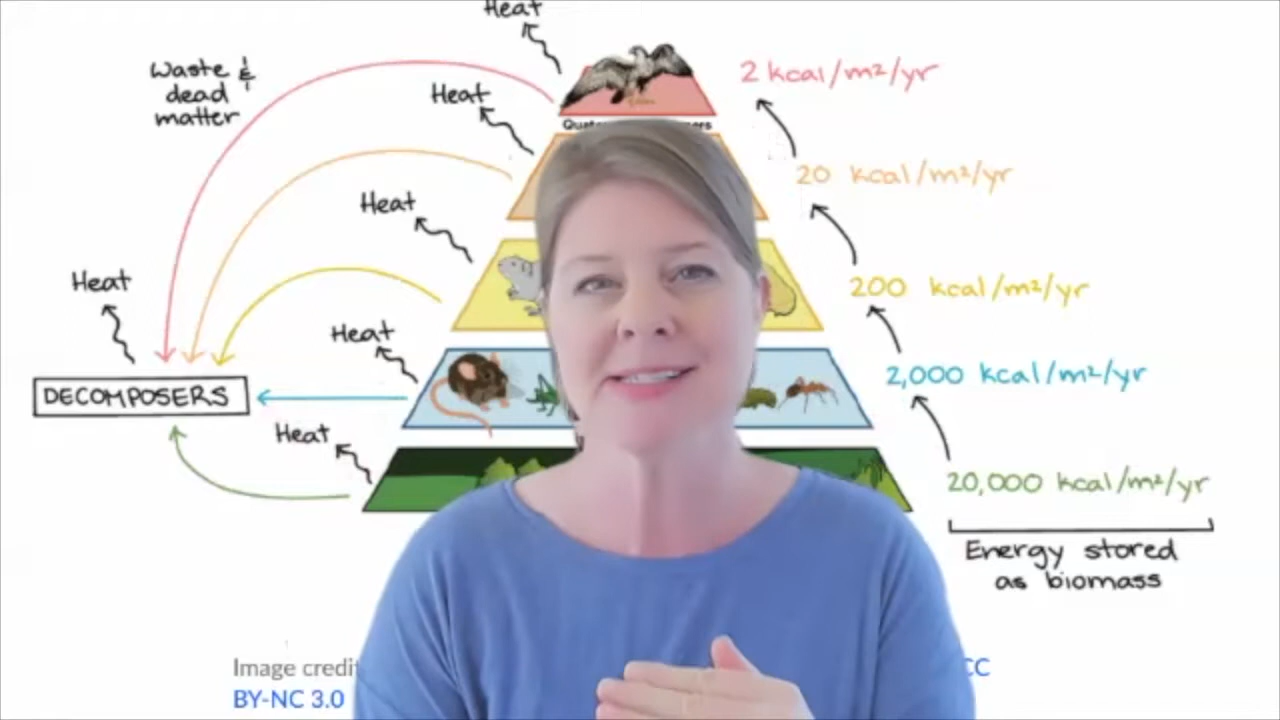 Heat
Waste &
dead
matter
Heat
2 kcal/m²/yr
20 kcal/m²/yr
Heat
200 kcal/m²/yr
Heat
Heat
2,000 kcal/m²/yr
DECOMPOSERS
Heat
20,000 kcal/m²/yr
Energy stored
as biomass
Image credit
CC
BY-NC 3.0